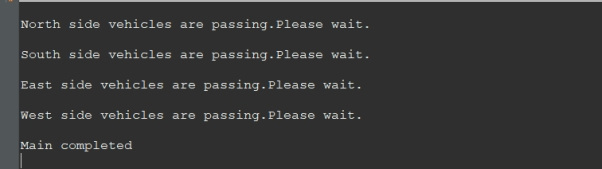 North side vehicles are passing.Please wait.
South side vehicles are passing.Please wait.
East side vehicles are passing.Please wait.
West side vehicles are passing.Please wait.
Main completed